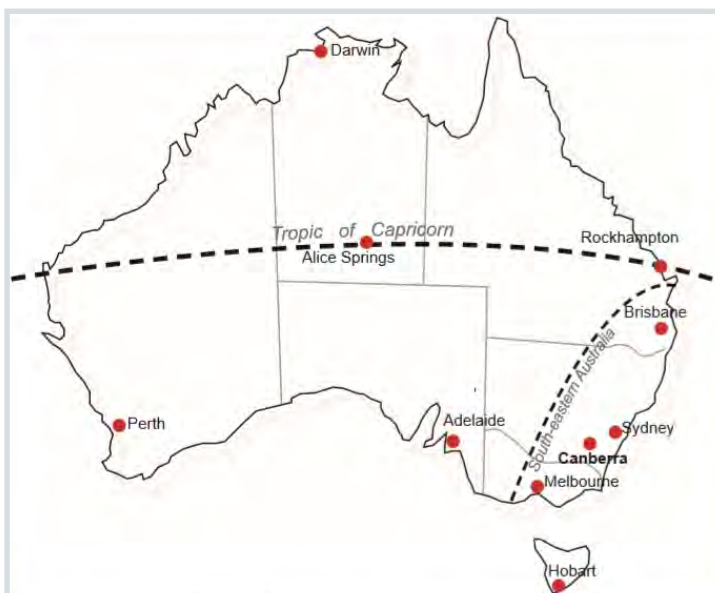 Darwin
Tropic of Capricorn
Alice Springs
Rockhampton
Brisbane
South-eastern Australia
Perth
Adelaide
Sydney
Canberra
Melbourne
Hobart